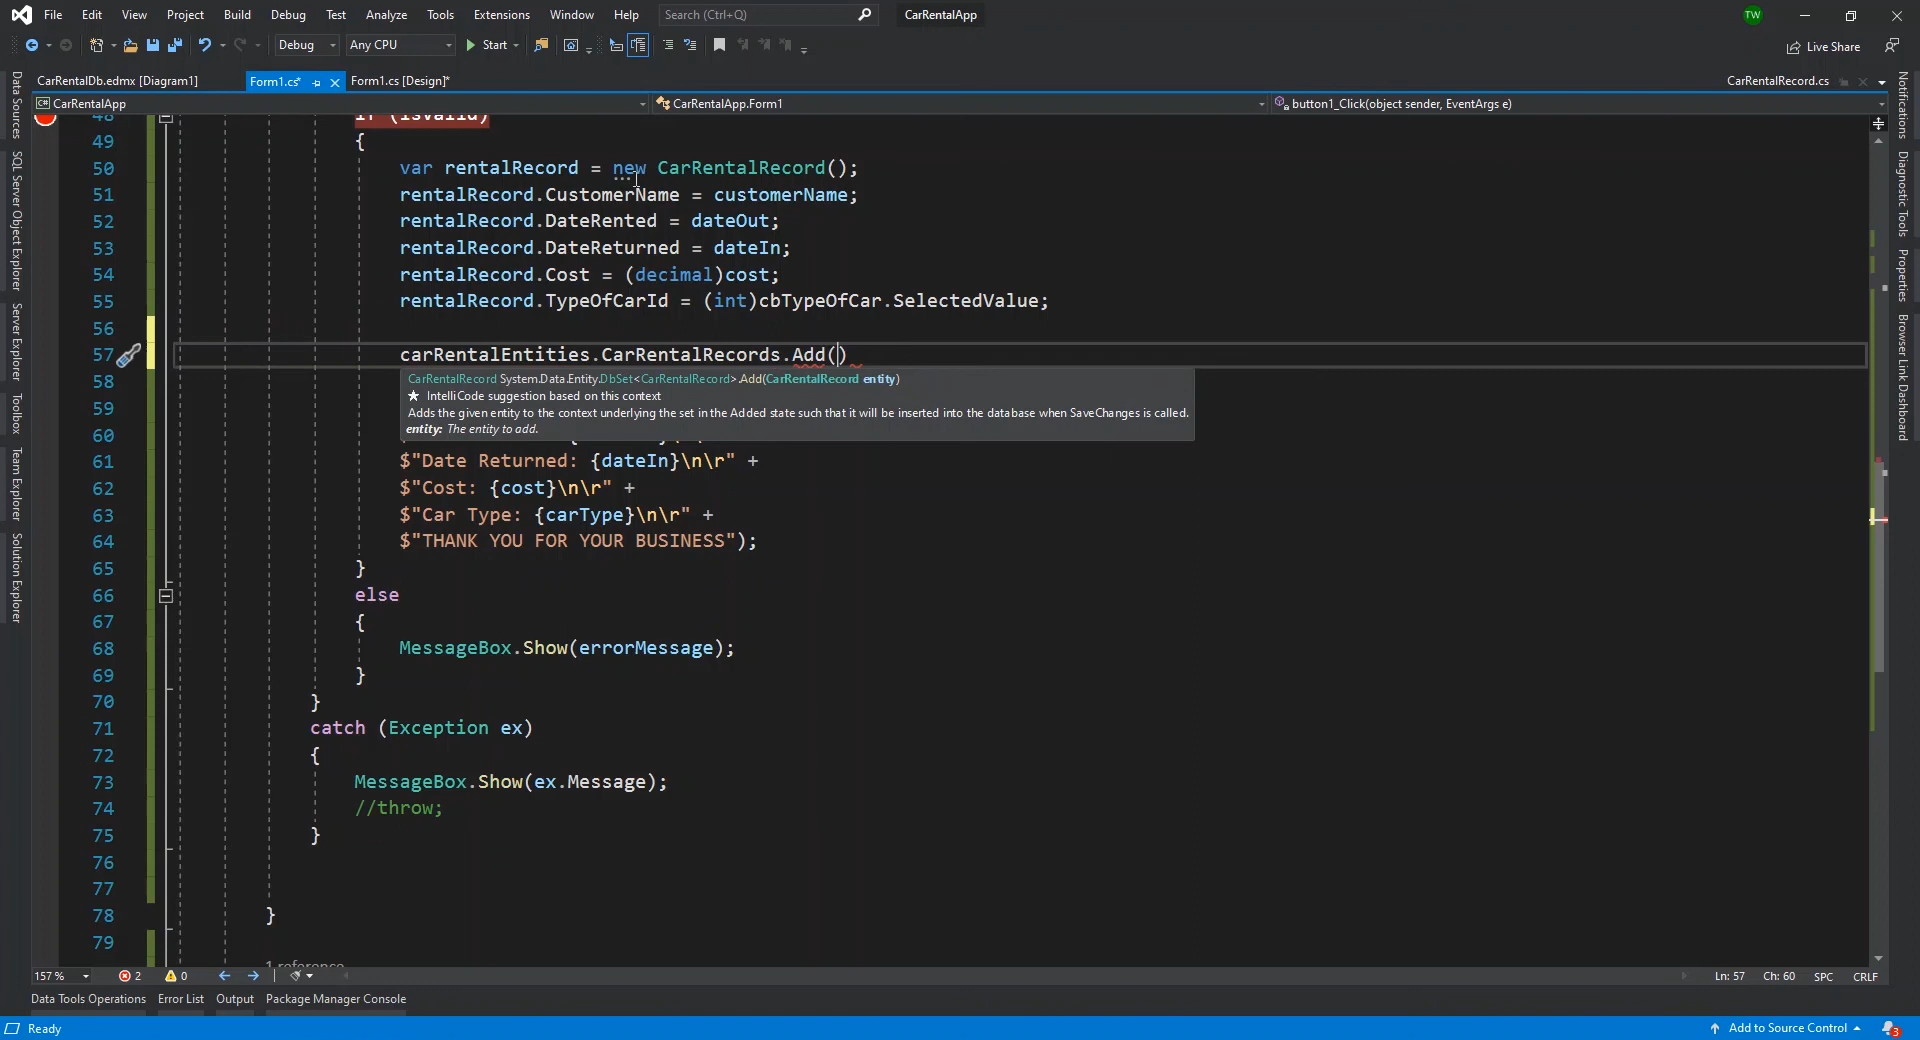 File Edit View Project Build Debug Test Analyze Tools Extensions Window Help Search (Ctrl+Q) CarRentalApp TW
Debug Any CPU Start Live Share
CarRentalDb.edmx [Diagram1] Form1.cs* Form1.cs [Design]* CarRentalRecord.cs
C# CarRentalApp CarRentalApp.Form1 button1_Click(object sender, EventArgs e)
Data Sources
SQL Server Object Explorer
Server Explorer
Toolbox
Team Explorer
Solution Explorer
48 if (isValid)
49 {
50 var rentalRecord = new CarRentalRecord();
51 rentalRecord.CustomerName = customerName;
52 rentalRecord.DateRented = dateOut;
53 rentalRecord.DateReturned = dateIn;
54 rentalRecord.Cost = (decimal)cost;
55 rentalRecord.TypeOfCarId = (int)cbTypeOfCar.SelectedValue;
56
57 carRentalEntities.CarRentalRecords.Add()
CarRentalRecord System.Data.Entity.DbSet<CarRentalRecord>.Add(CarRentalRecord entity)
★ IntelliCode suggestion based on this context
Adds the given entity to the context underlying the set in the Added state such that it will be inserted into the database when SaveChanges is called.
entity: The entity to add.
58
59
60
61 $"Date Returned: {dateIn}\n\r" +
62 $"Cost: {cost}\n\r" +
63 $"Car Type: {carType}\n\r" +
64 $"THANK YOU FOR YOUR BUSINESS");
65 }
66 else
67 {
68 MessageBox.Show(errorMessage);
69 }
70 }
71 catch (Exception ex)
72 {
73 MessageBox.Show(ex.Message);
74 //throw;
75 }
76
77
78 }
79
1 reference
Notifications
Diagnostic Tools
Properties
Browser Link Dashboard
157 % 2 0 Ln: 57 Ch: 60 SPC CRLF
Data Tools Operations Error List Output Package Manager Console
Ready Add to Source Control 3